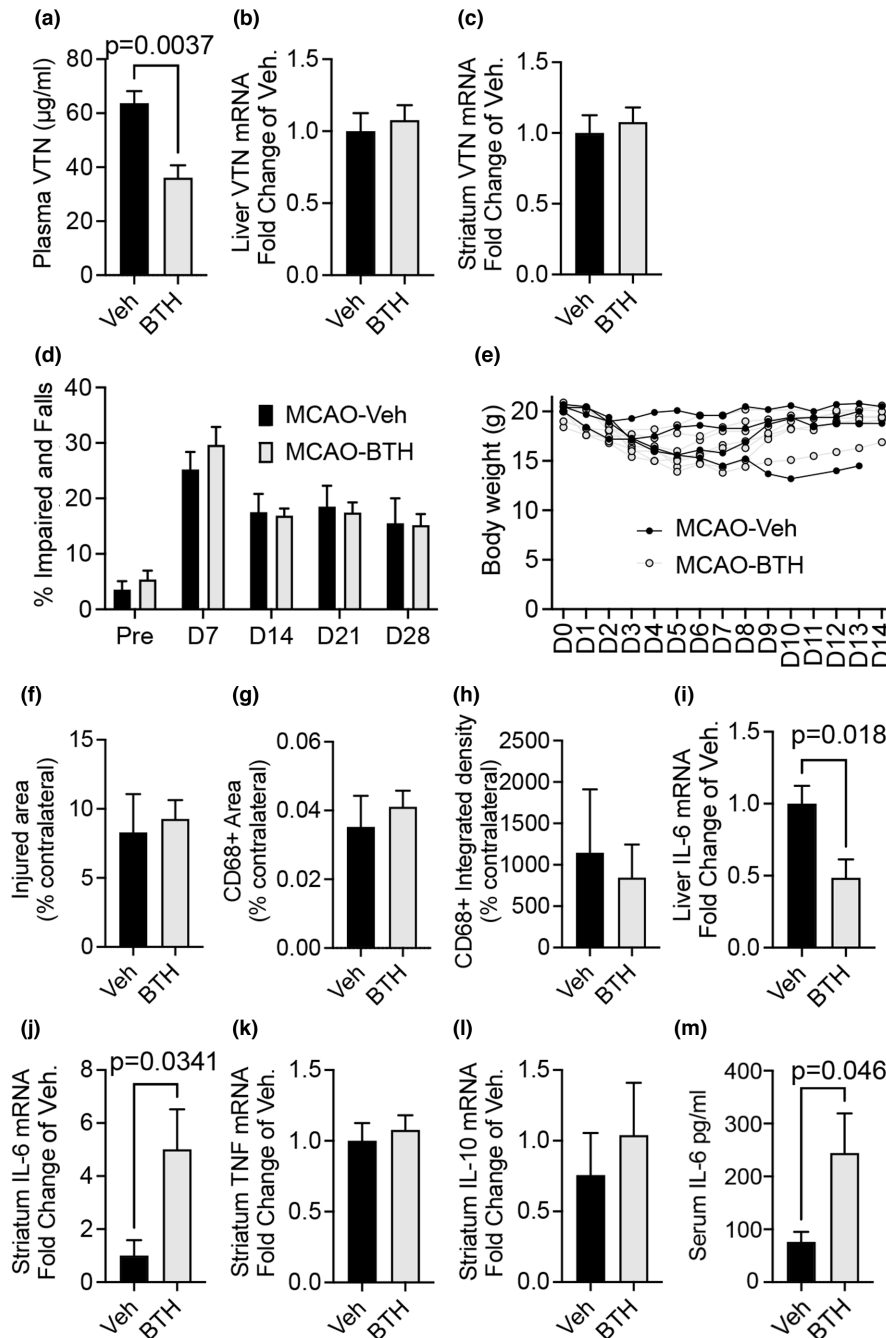 (a)
p=0.0037
Plasma VTN (µg/ml)
80
60
40
20
0
Veh
BTH
(b)
Liver VTN mRNA
Fold Change of Veh.
1.5
1.0
0.5
0.0
Veh
BTH
(c)
Striatum VTN mRNA
Fold Change of Veh.
1.5
1.0
0.5
0.0
Veh
BTH
(d)
% Impaired and Falls
40
30
20
10
0
MCAO-Veh
MCAO-BTH
Pre
D7
D14
D21
D28
(e)
Body weight (g)
20
15
10
5
0
MCAO-Veh
MCAO-BTH
D0
D1
D2
D3
D4
D5
D6
D7
D8
D9
D10
D11
D12
D13
D14
(f)
Injured area
(% contralateral)
15
10
5
0
Veh
BTH
(g)
CD68+ Area
(% contralateral)
0.06
0.04
0.02
0.00
Veh
BTH
(h)
CD68+ Integrated density
(% contralateral)
2500
2000
1500
1000
500
0
Veh
BTH
(i)
p=0.018
Liver IL-6 mRNA
Fold Change of Veh.
1.5
1.0
0.5
0.0
Veh
BTH
(j)
p=0.0341
Striatum IL-6 mRNA
Fold Change of Veh.
8
6
4
2
0
Veh
BTH
(k)
Striatum TNF mRNA
Fold Change of Veh.
1.5
1.0
0.5
0.0
Veh
BTH
(l)
Striatum IL-10 mRNA
Fold Change of Veh.
1.5
1.0
0.5
0.0
Veh
BTH
(m)
p=0.046
Serum IL-6 pg/ml
400
300
200
100
0
Veh
BTH